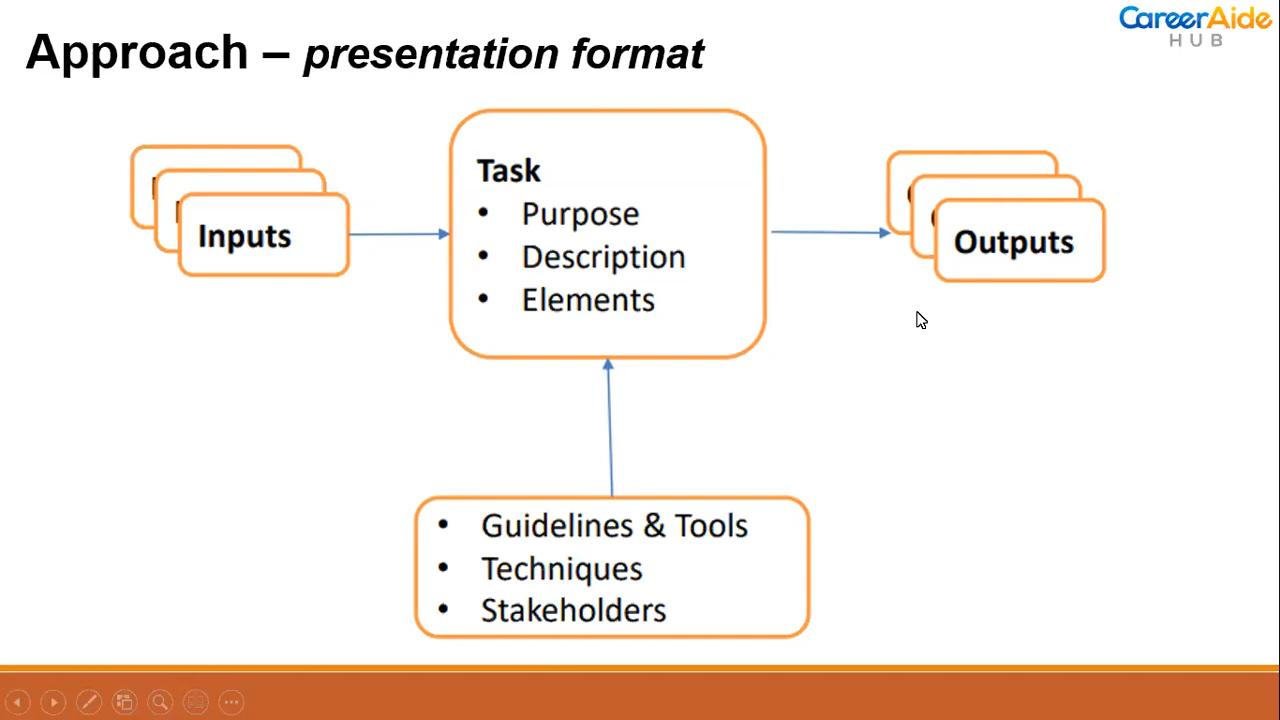 CareerAide
HUB
Approach – presentation format
Inputs
Task
• Purpose
• Description
• Elements
Outputs
• Guidelines & Tools
• Techniques
• Stakeholders